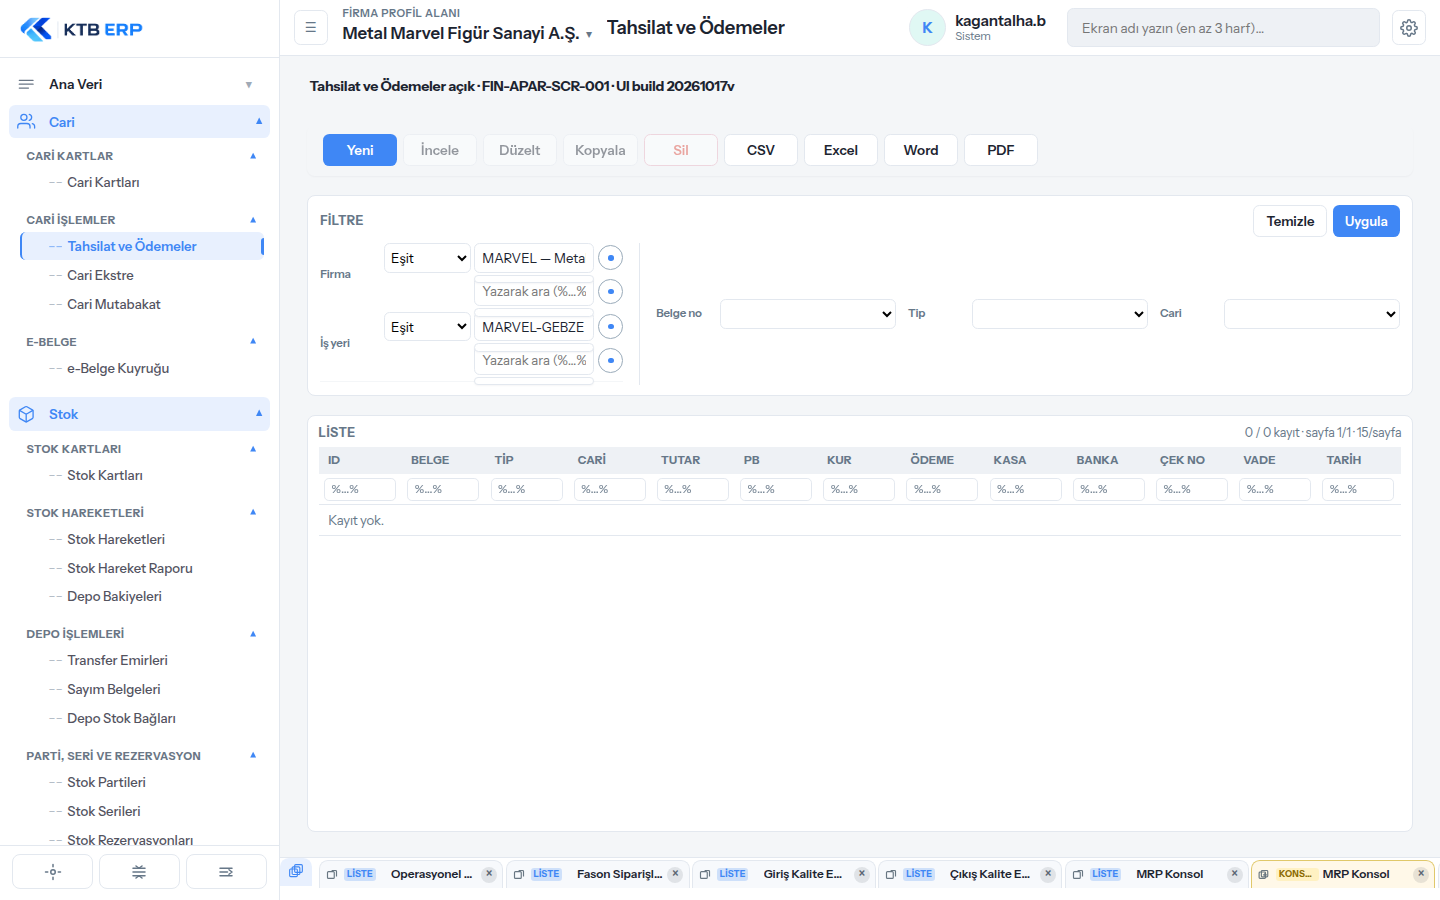 KTB ERP
FİRMA PROFİL ALANI
Metal Marvel Figür Sanayi A.Ş.
Tahsilat ve Ödemeler
K
kagantalha.b
Sistem
Ekran adı yazın (en az 3 harf)...
Ana Veri
Cari
CARİ KARTLAR
Cari Kartları
CARİ İŞLEMLER
Tahsilat ve Ödemeler
Cari Ekstre
Cari Mutabakat
E-BELGE
e-Belge Kuyruğu
Stok
STOK KARTLARI
Stok Kartları
STOK HAREKETLERİ
Stok Hareketleri
Stok Hareket Raporu
Depo Bakiyeleri
DEPO İŞLEMLERİ
Transfer Emirleri
Sayım Belgeleri
Depo Stok Bağları
PARTİ, SERİ VE REZERVASYON
Stok Partileri
Stok Serileri
Stok Rezervasyonları
Tahsilat ve Ödemeler açık · FIN-APAR-SCR-001 · UI build 20261017v
Yeni İncele Düzelt Kopyala Sil CSV Excel Word PDF
FİLTRE
Temizle Uygula
Firma Eşit MARVEL — Meta
Yazarak ara (%...%
İş yeri Eşit MARVEL-GEBZE
Yazarak ara (%...%
Belge no Tip Cari
LİSTE
0 / 0 kayıt · sayfa 1/1 · 15/sayfa
ID BELGE TİP CARİ TUTAR PB KUR ÖDEME KASA BANKA ÇEK NO VADE TARİH
%...% %...% %...% %...% %...% %...% %...% %...% %...% %...% %...% %...% %...%
Kayıt yok.
LİSTE Operasyonel ... ×
LİSTE Fason Siparişl... ×
LİSTE Giriş Kalite E... ×
LİSTE Çıkış Kalite E... ×
LİSTE MRP Konsol ×
KONS... MRP Konsol ×